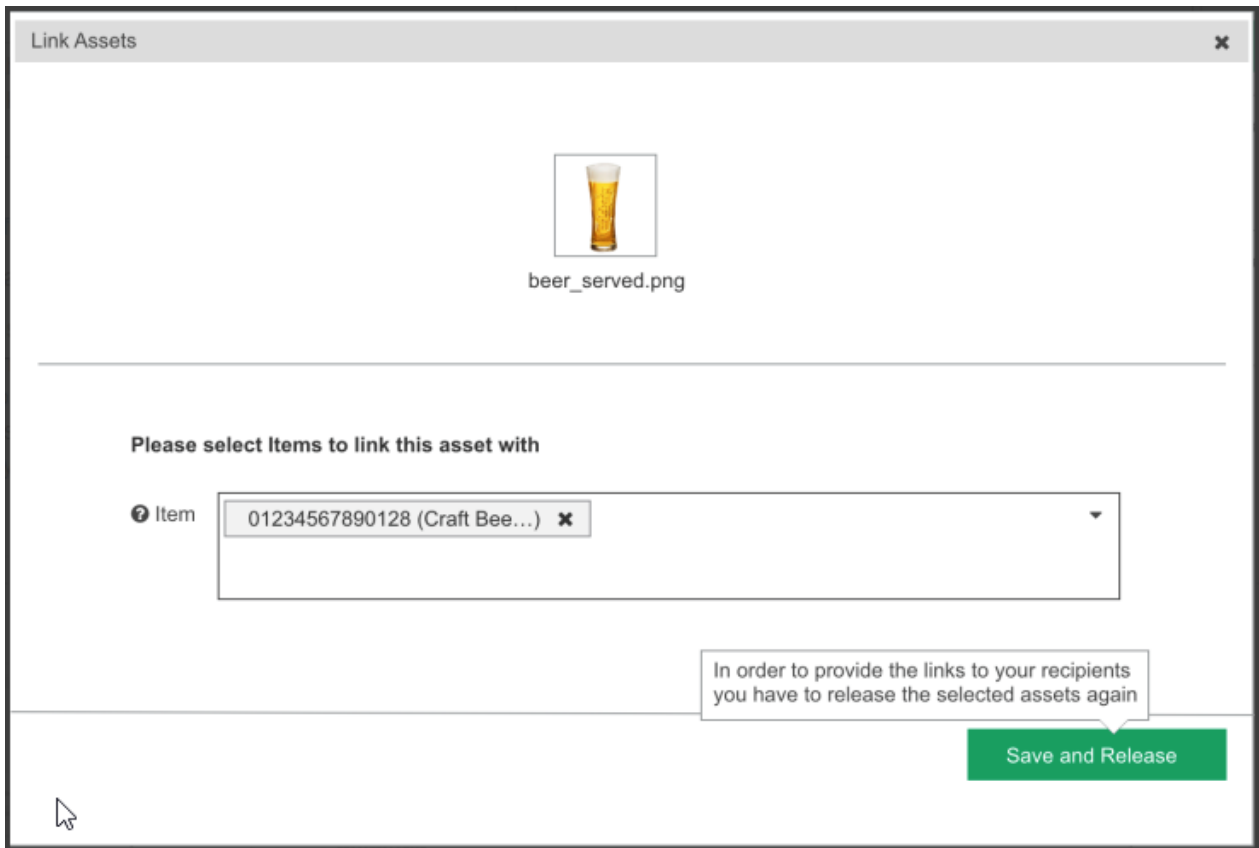 Link Assets
beer_served.png
Please select Items to link this asset with
Item
01234567890128 (Craft Bee...)
In order to provide the links to your recipients
you have to release the selected assets again
Save and Release